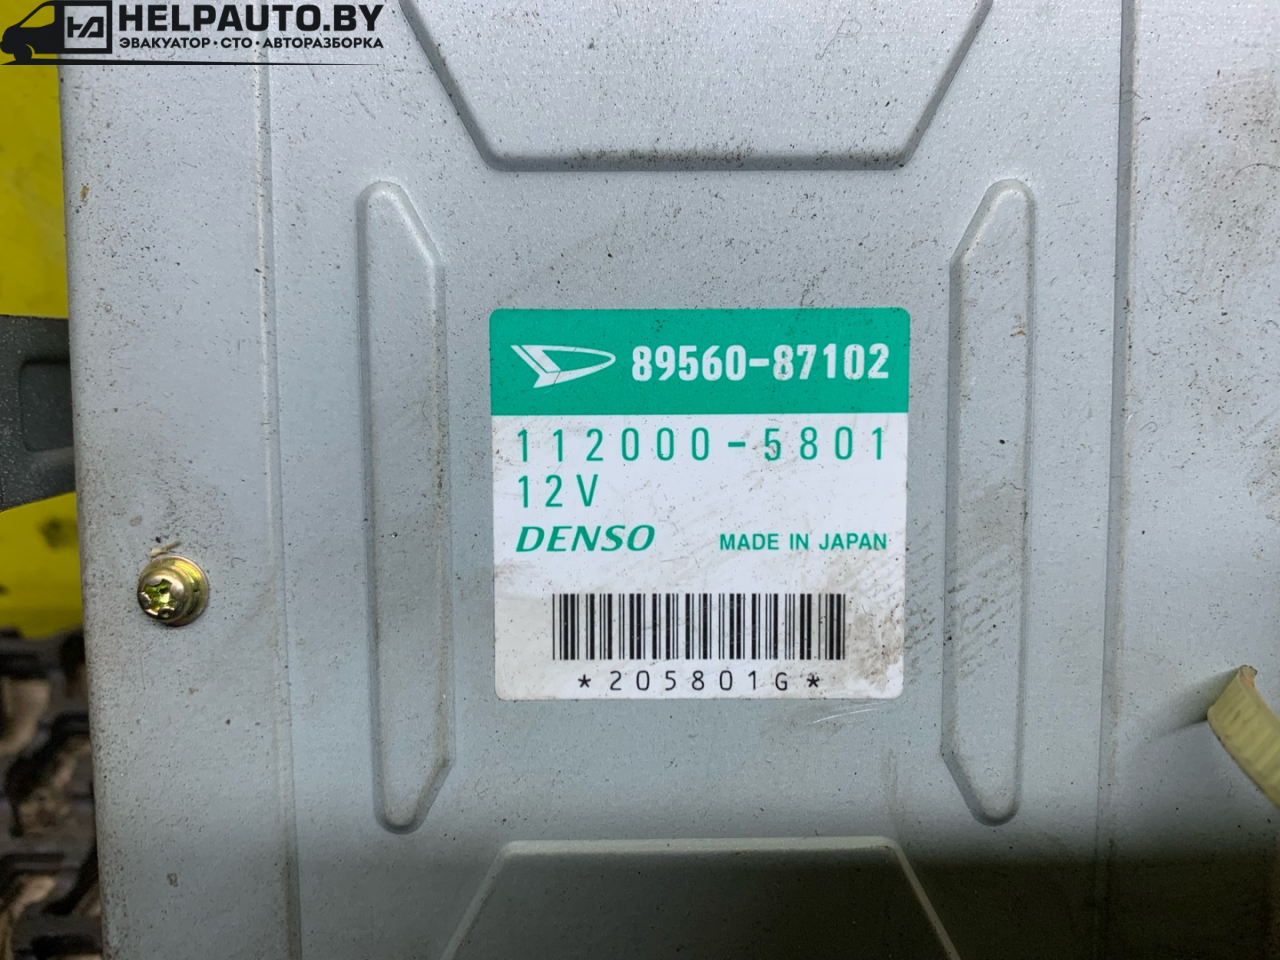 HELPAUTO.BY
ЭВАКУАТОР · СТО · АВТОРАЗБОРКА
89560-87102
112000-5801
12V
DENSO MADE IN JAPAN
*205801G*